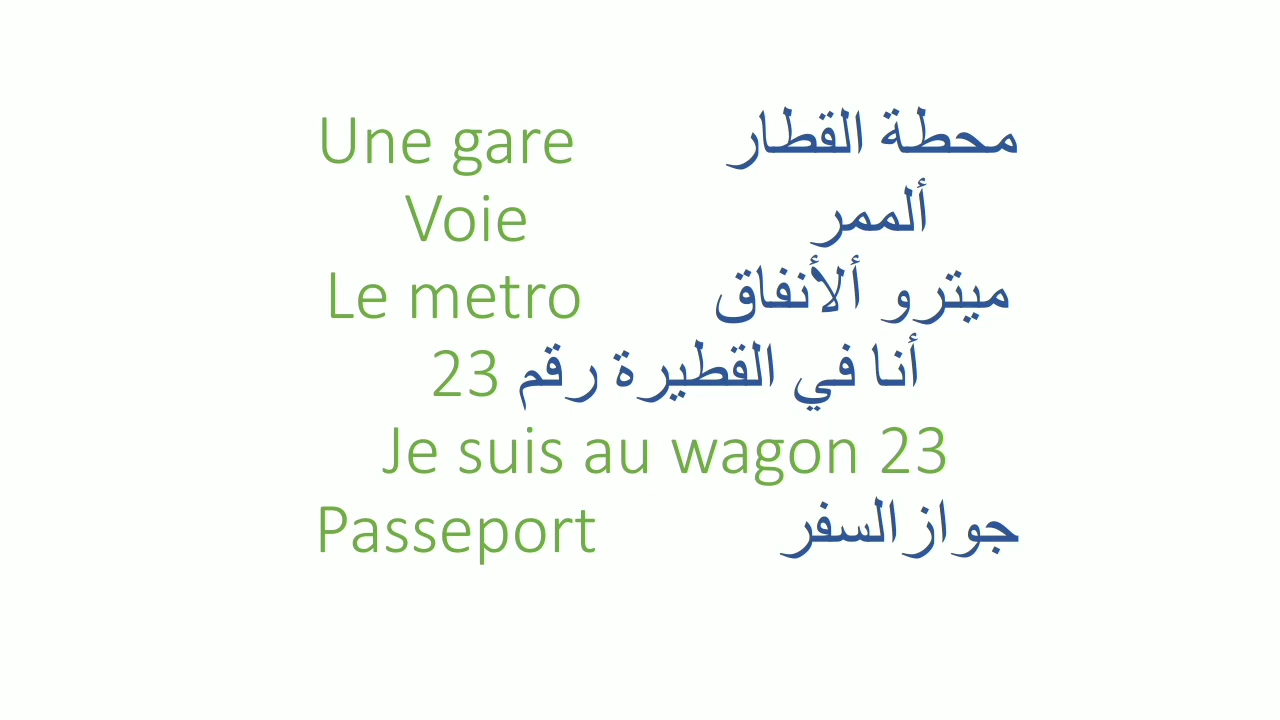 Une gare محطة القطار
Voie ألممر
Le metro ميترو ألأنفاق
أنا في القطيرة رقم 23
Je suis au wagon 23
Passeport جوازالسفر